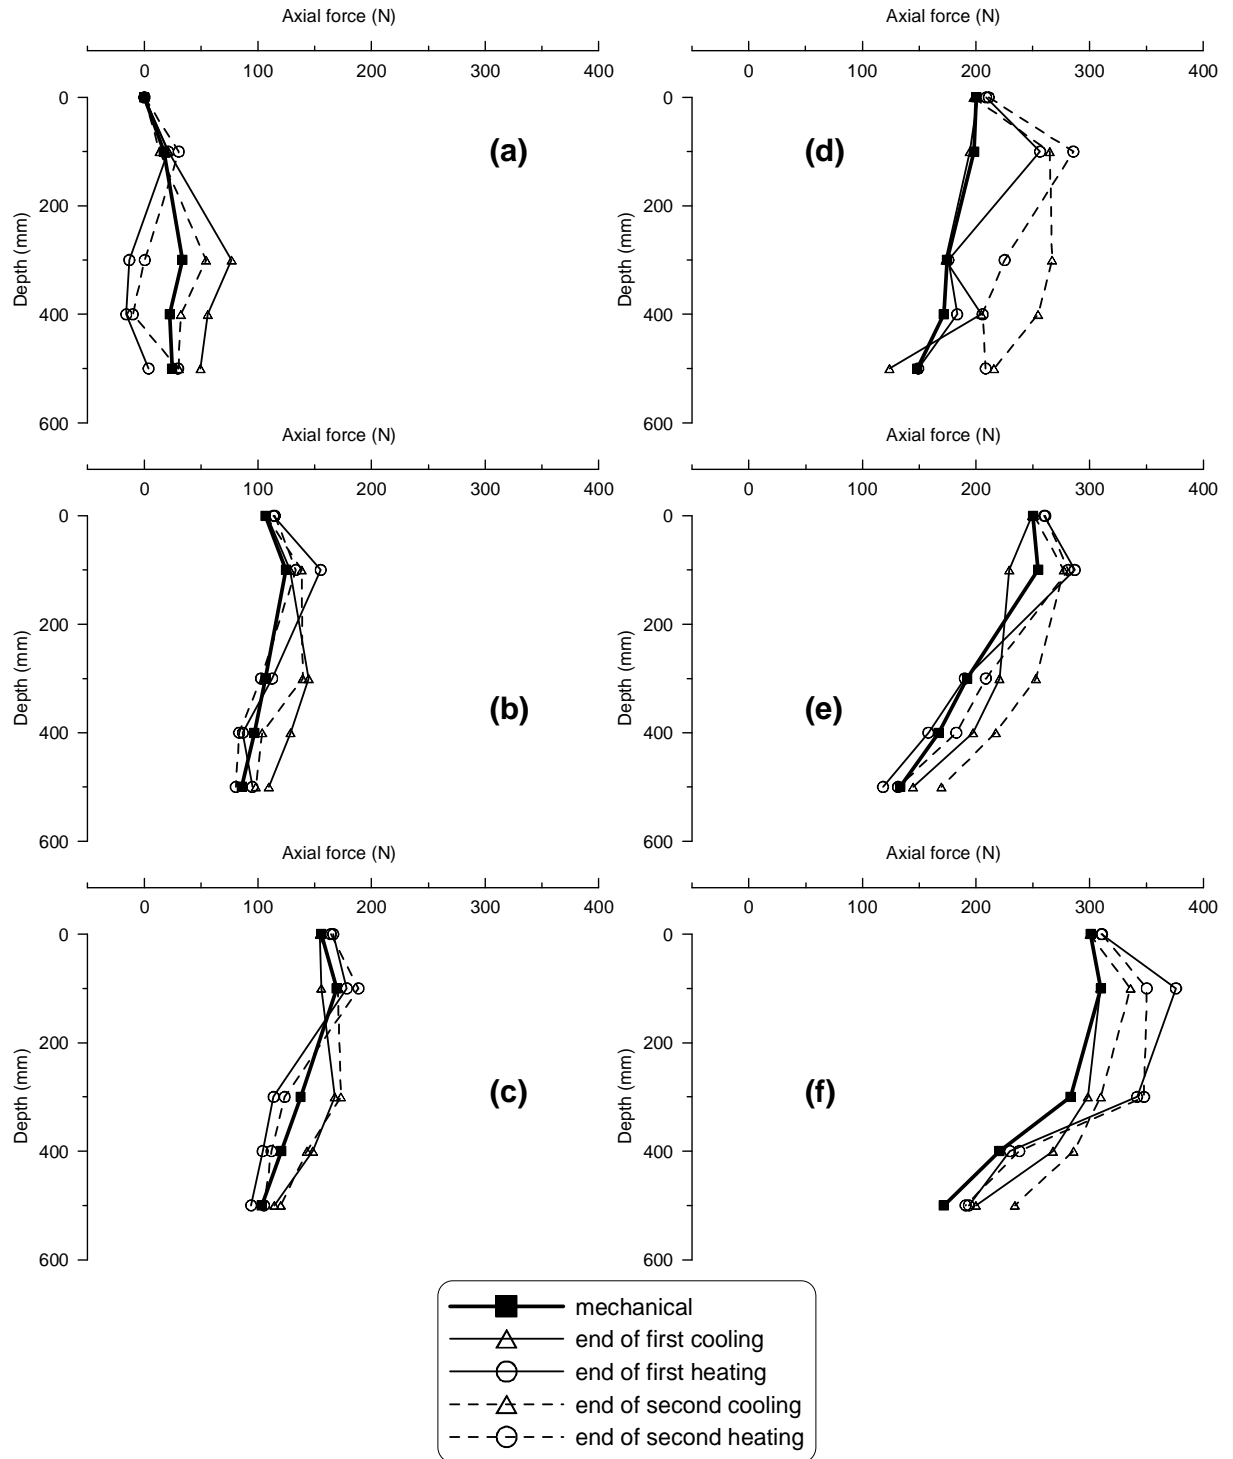 Axial force (N)
0 100 200 300 400
0
200
400
600
Depth (mm)
(a)
Axial force (N)
0 100 200 300 400
0
200
400
600
Depth (mm)
(d)
Axial force (N)
0 100 200 300 400
0
200
400
600
Depth (mm)
(b)
Axial force (N)
0 100 200 300 400
0
200
400
600
Depth (mm)
(e)
Axial force (N)
0 100 200 300 400
0
200
400
600
Depth (mm)
(c)
Axial force (N)
0 100 200 300 400
0
200
400
600
Depth (mm)
(f)
mechanical
end of first cooling
end of first heating
end of second cooling
end of second heating